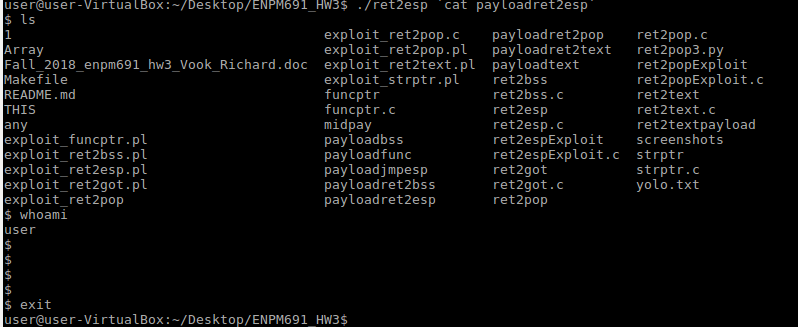 user@user-VirtualBox:~/Desktop/ENPM691_HW3$ ./ret2esp `cat payloadret2esp`
$ ls
1                                       exploit_ret2pop.c    payloadret2pop    ret2pop.c
Array                                   exploit_ret2pop.pl   payloadret2text   ret2pop3.py
Fall_2018_enpm691_hw3_Vook_Richard.doc  exploit_ret2text.pl  payloadtext       ret2popExploit
Makefile                                exploit_strptr.pl    ret2bss           ret2popExploit.c
README.md                               funcptr              ret2bss.c         ret2text
THIS                                    funcptr.c            ret2esp           ret2text.c
any                                     midpay               ret2esp.c         ret2textpayload
exploit_funcptr.pl                      payloadbss           ret2espExploit    screenshots
exploit_ret2bss.pl                      payloadfunc          ret2espExploit.c  strptr
exploit_ret2esp.pl                      payloadjmpesp        ret2got           strptr.c
exploit_ret2got.pl                      payloadret2bss       ret2got.c         yolo.txt
exploit_ret2pop                         payloadret2esp       ret2pop
$ whoami
user
$
$
$
$
$ exit
user@user-VirtualBox:~/Desktop/ENPM691_HW3$